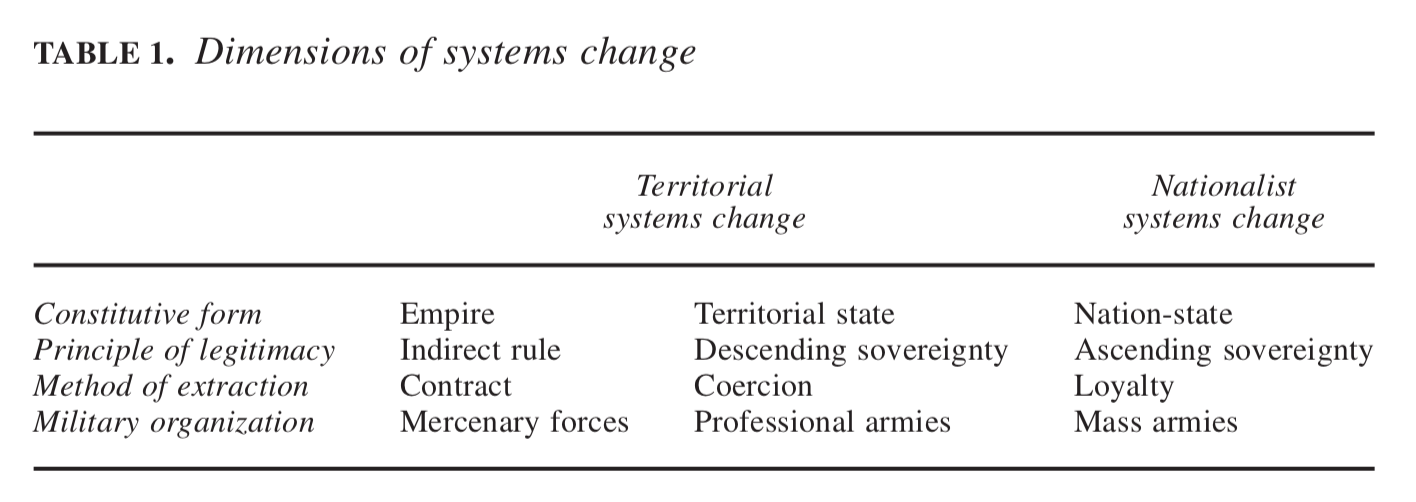 TABLE 1. Dimensions of systems change
Territorial systems change
Nationalist systems change
Constitutive form Empire Territorial state Nation-state
Principle of legitimacy Indirect rule Descending sovereignty Ascending sovereignty
Method of extraction Contract Coercion Loyalty
Military organization Mercenary forces Professional armies Mass armies